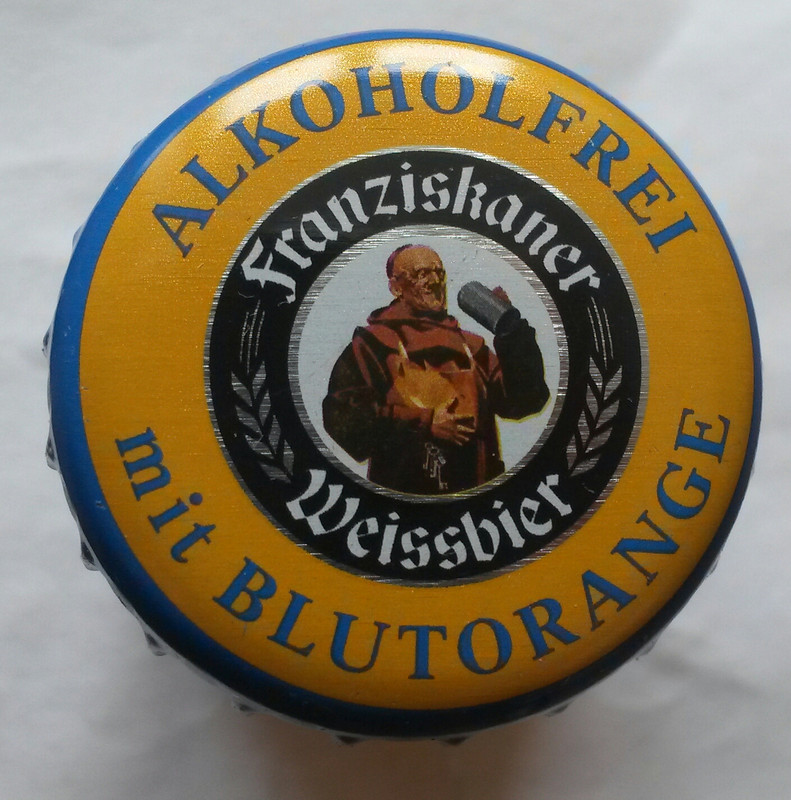 ALKOHOLFREI
Franziskaner
Weissbier
mit BLUTORANGE